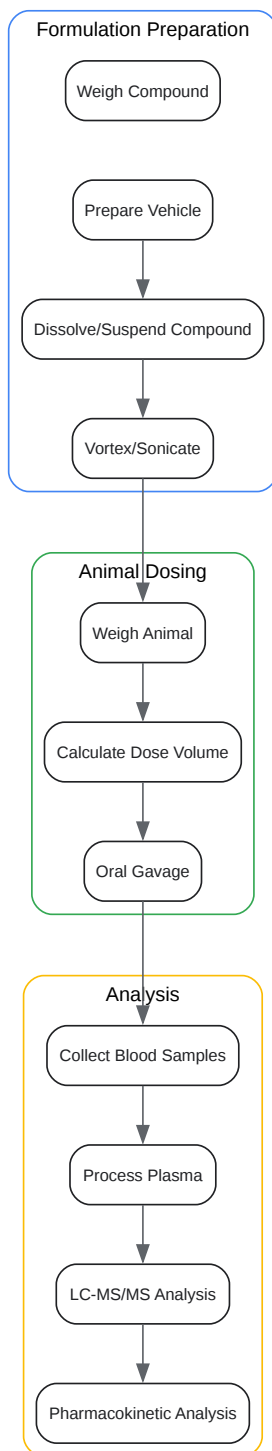 Formulation Preparation
Weigh Compound
Prepare Vehicle
Dissolve/Suspend Compound
Vortex/Sonicate
Animal Dosing
Weigh Animal
Calculate Dose Volume
Oral Gavage
Analysis
Collect Blood Samples
Process Plasma
LC-MS/MS Analysis
Pharmacokinetic Analysis